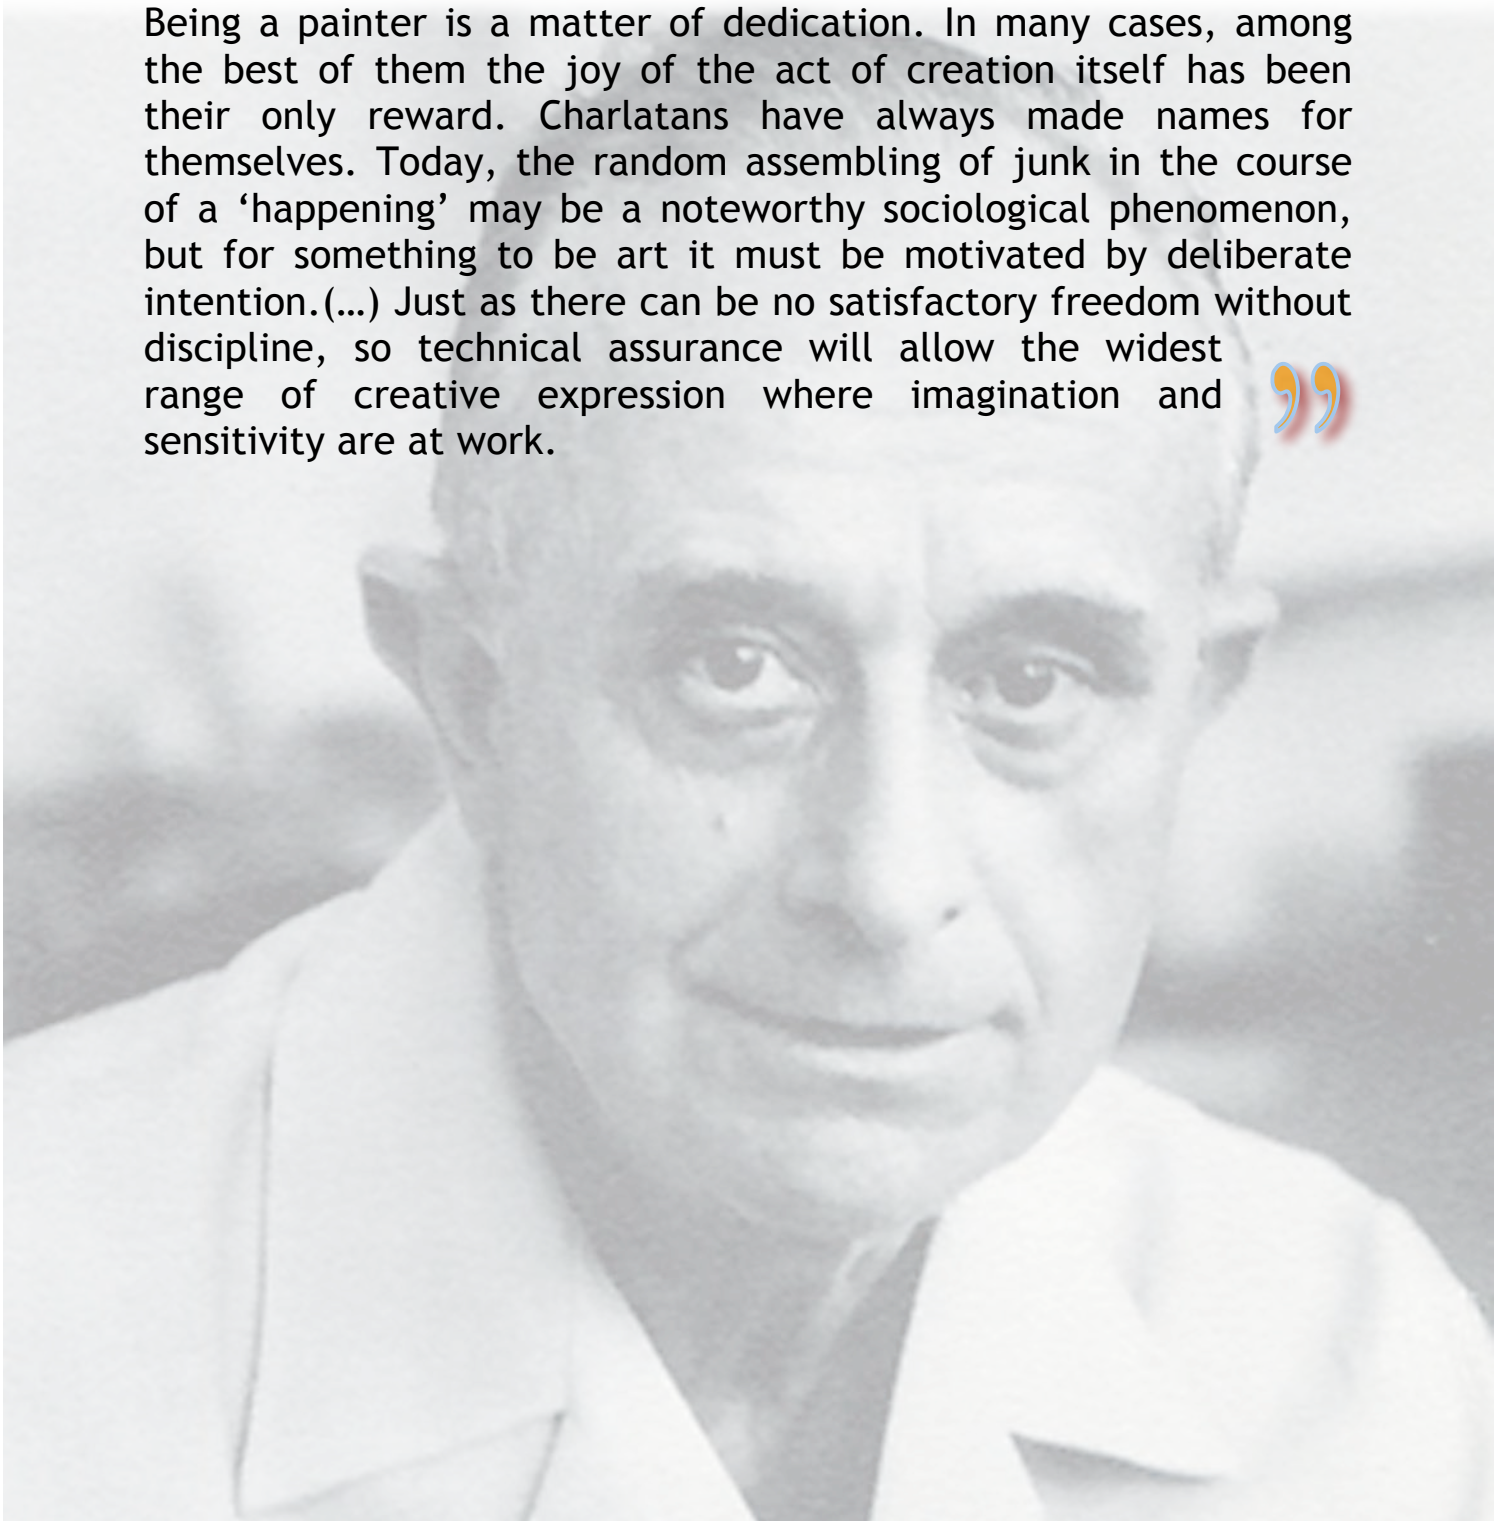 Being a painter is a matter of dedication. In many cases, among
the best of them the joy of the act of creation itself has been
their only reward. Charlatans have always made names for
themselves. Today, the random assembling of junk in the course
of a ‘happening’ may be a noteworthy sociological phenomenon,
but for something to be art it must be motivated by deliberate
intention.(…) Just as there can be no satisfactory freedom without
discipline, so technical assurance will allow the widest
range of creative expression where imagination and
sensitivity are at work. ”